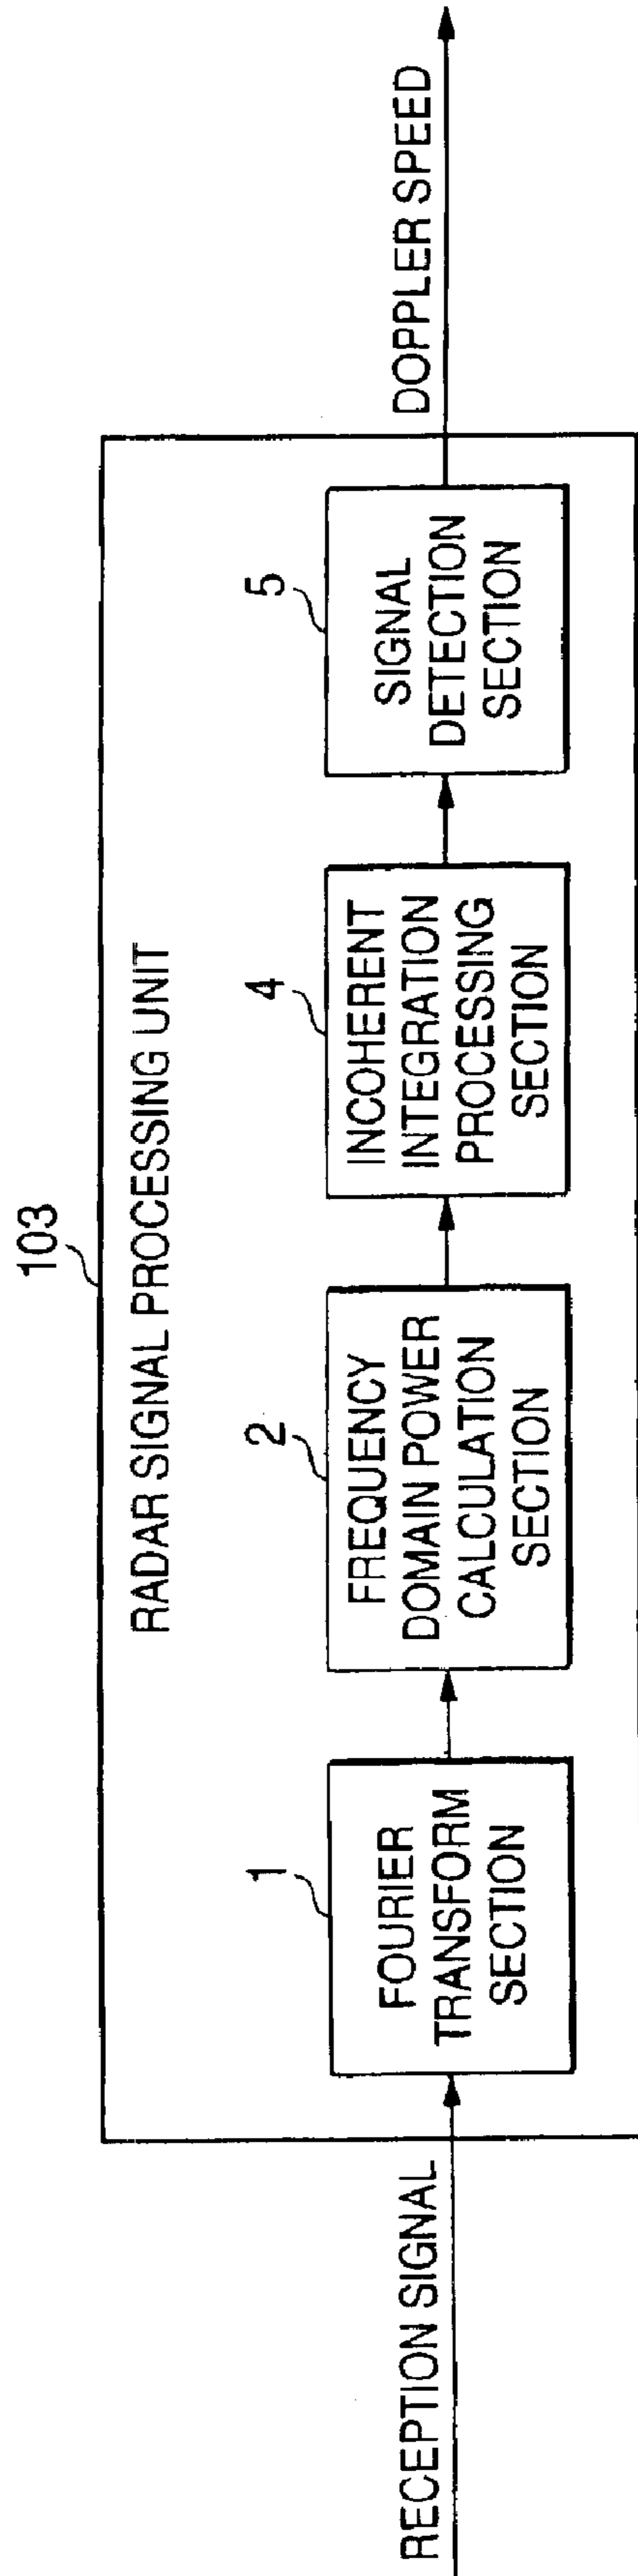 103
RADAR SIGNAL PROCESSING UNIT
RECEPTION SIGNAL
1
FOURIER
TRANSFORM
SECTION
2
FREQUENCY
DOMAIN POWER
CALCULATION
SECTION
4
INCOHERENT
INTEGRATION
PROCESSING
SECTION
5
SIGNAL
DETECTION
SECTION
DOPPLER SPEED